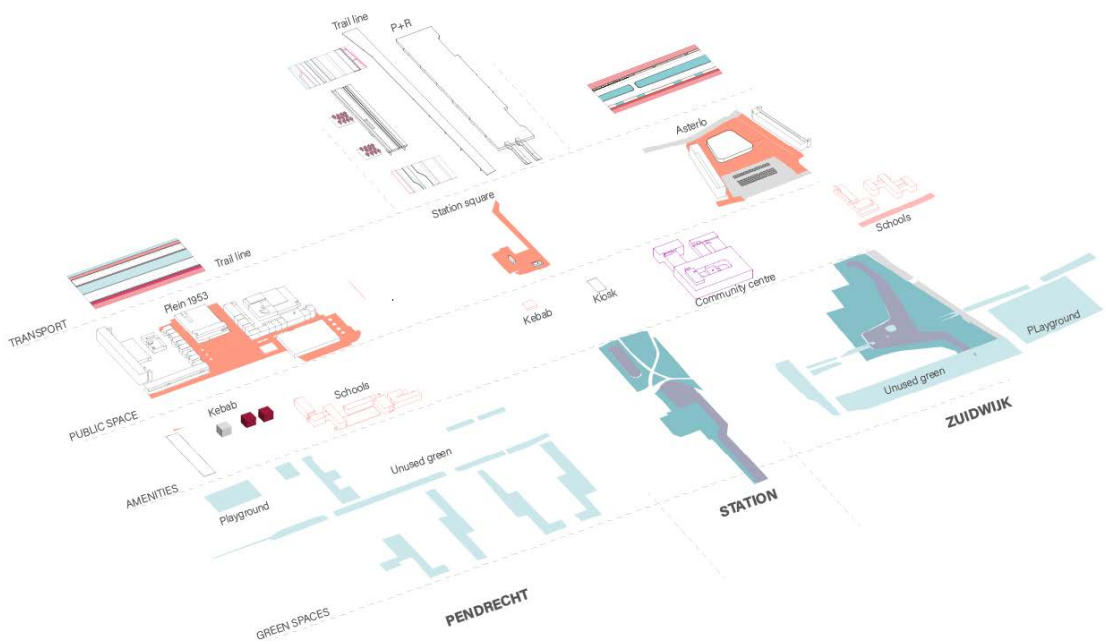 Trail line
P+R
Asterlo
Station square
Schools
Trail line
Plein 1953
Community centre
Kiosk
Kebab
TRANSPORT
PLayground
Unused green
Schools
Kebab
PUBLIC SPACE
ZUIDWIJK
Unused green
AMENITIES
Playground
STATION
PENDRECHT
GREEN SPACES